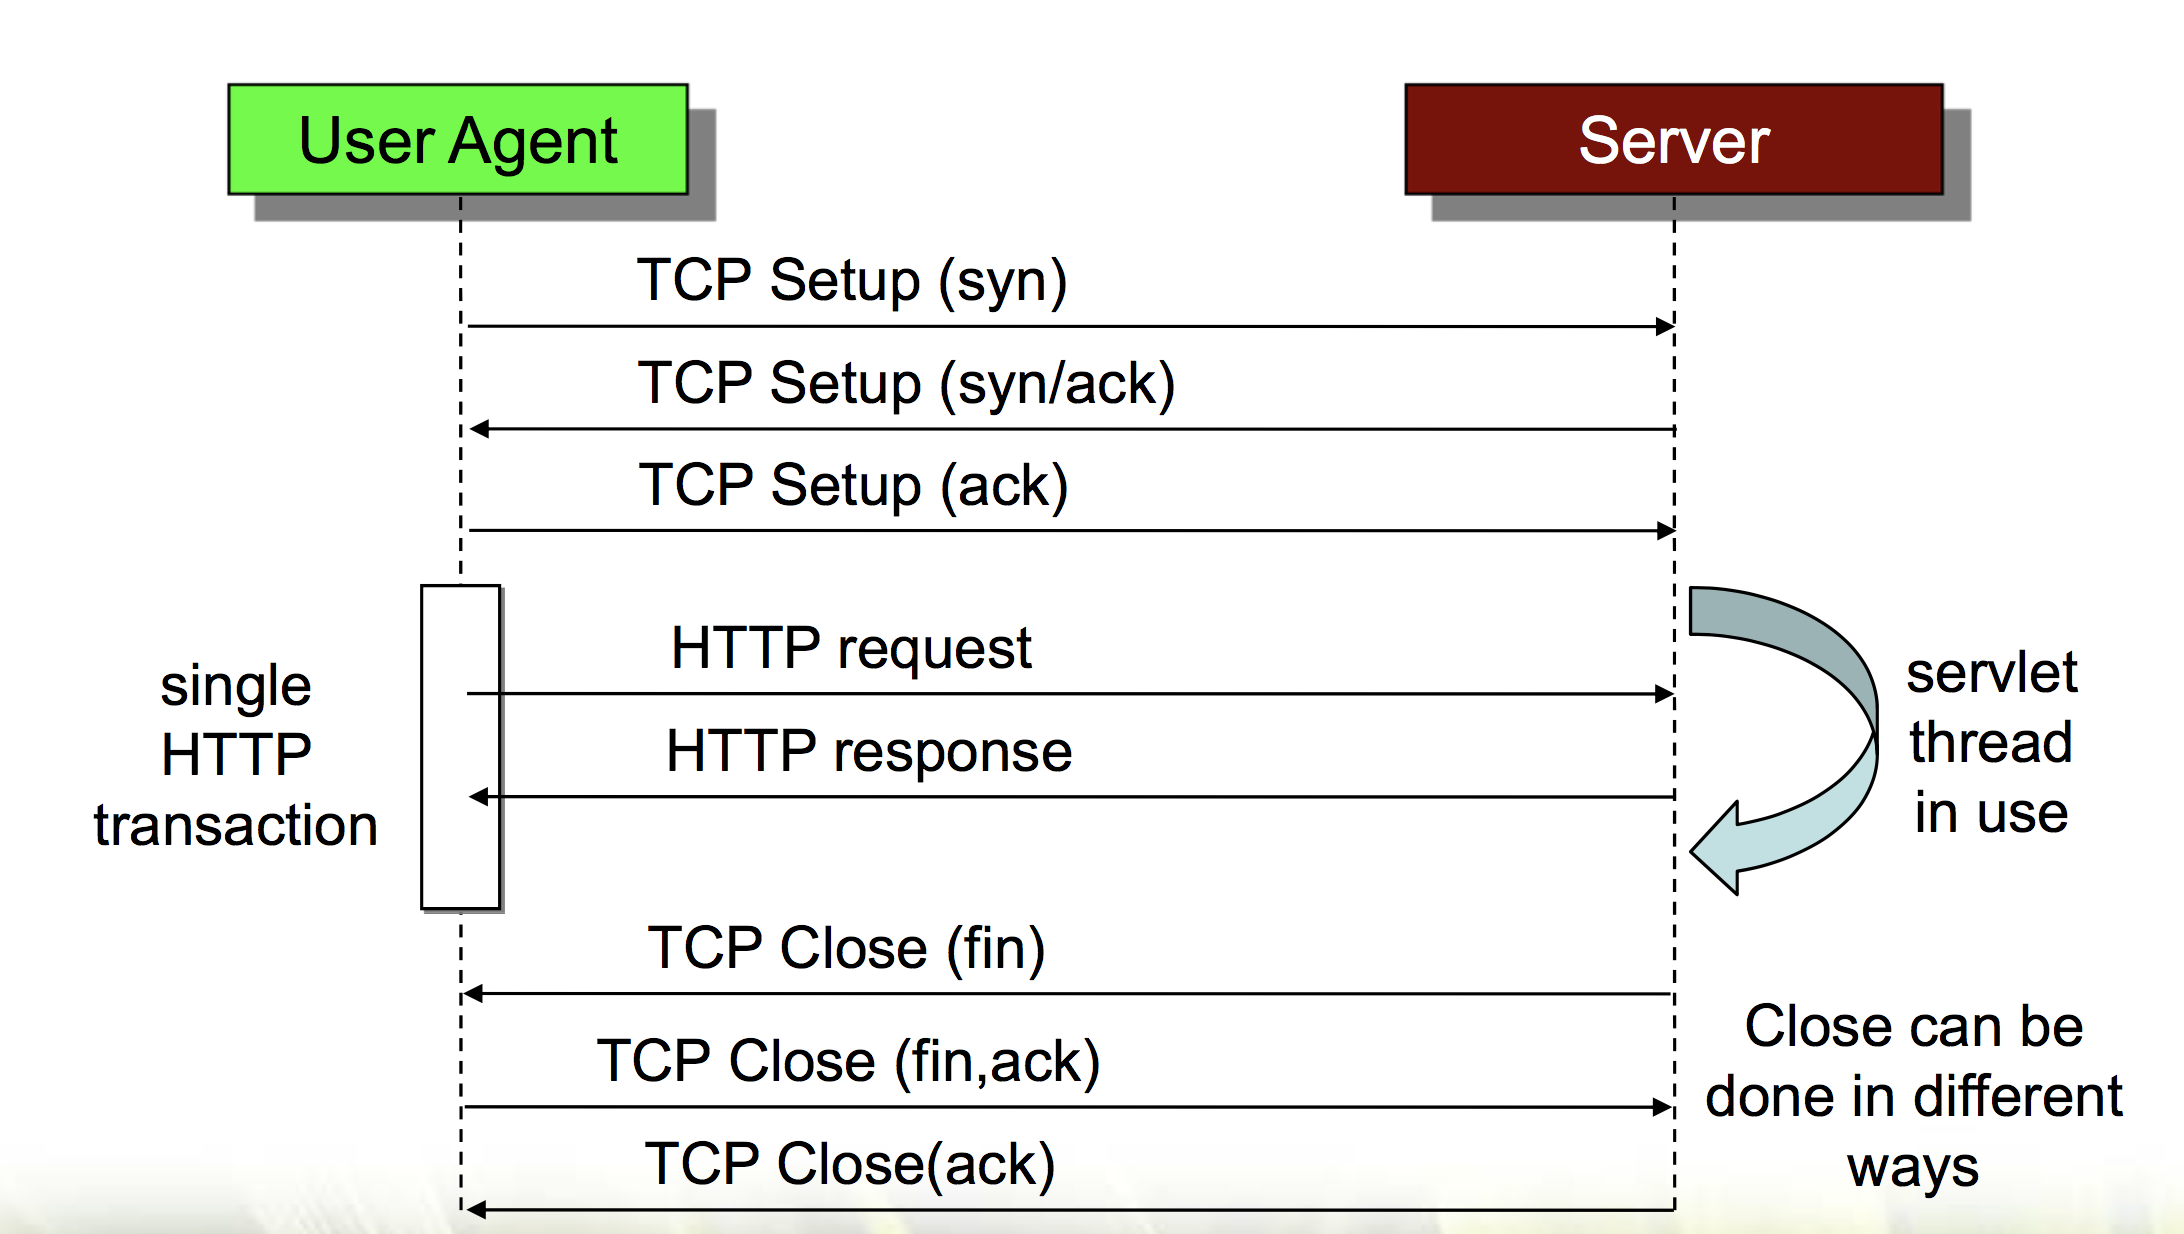 User Agent
Server
TCP Setup (syn)
TCP Setup (syn/ack)
TCP Setup (ack)
single
HTTP
transaction
HTTP request
HTTP response
servlet
thread
in use
TCP Close (fin)
TCP Close (fin,ack)
TCP Close(ack)
Close can be
done in different
ways